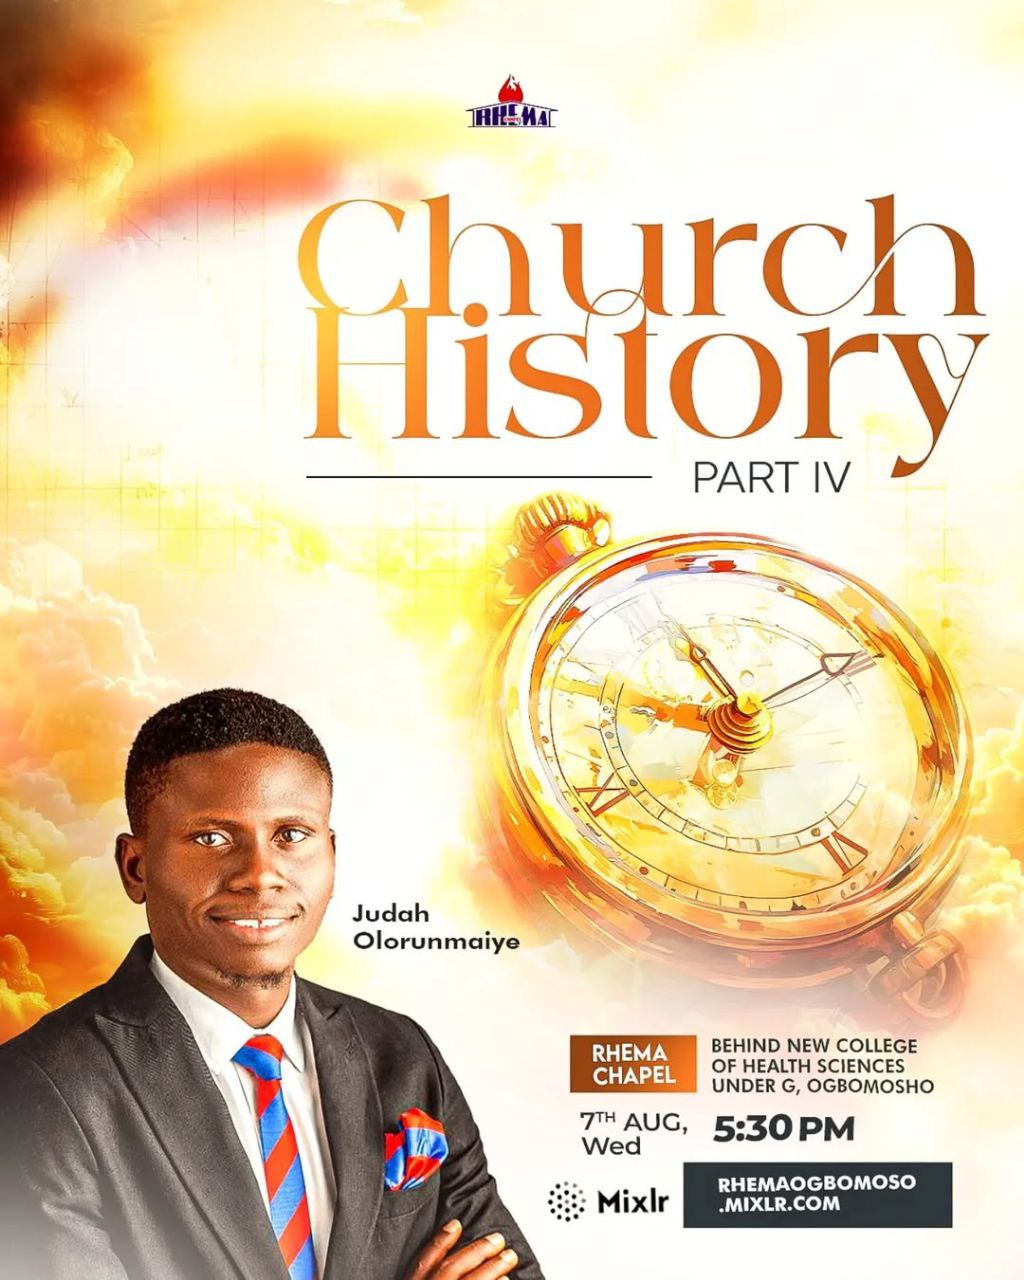 RHEMA
CHAPEL
Church
History
PART IV
Judah
Olorunmaiye
RHEMA
CHAPEL
BEHIND NEW COLLEGE
OF HEALTH SCIENCES
UNDER G, OGBOMOSHO
7TH AUG,
Wed
5:30 PM
Mixlr
RHEMAOGBOMOSO
.MIXLR.COM